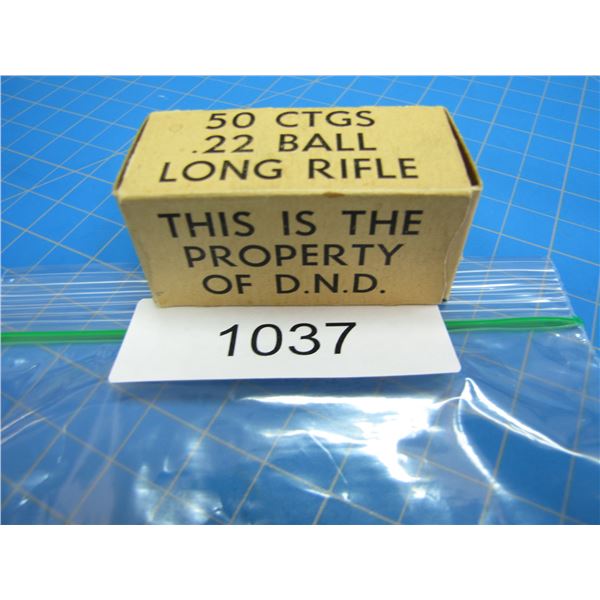 50 CTGS
.22 BALL
LONG RIFLE
THIS IS THE
PROPERTY
OF D.N.D.
1037